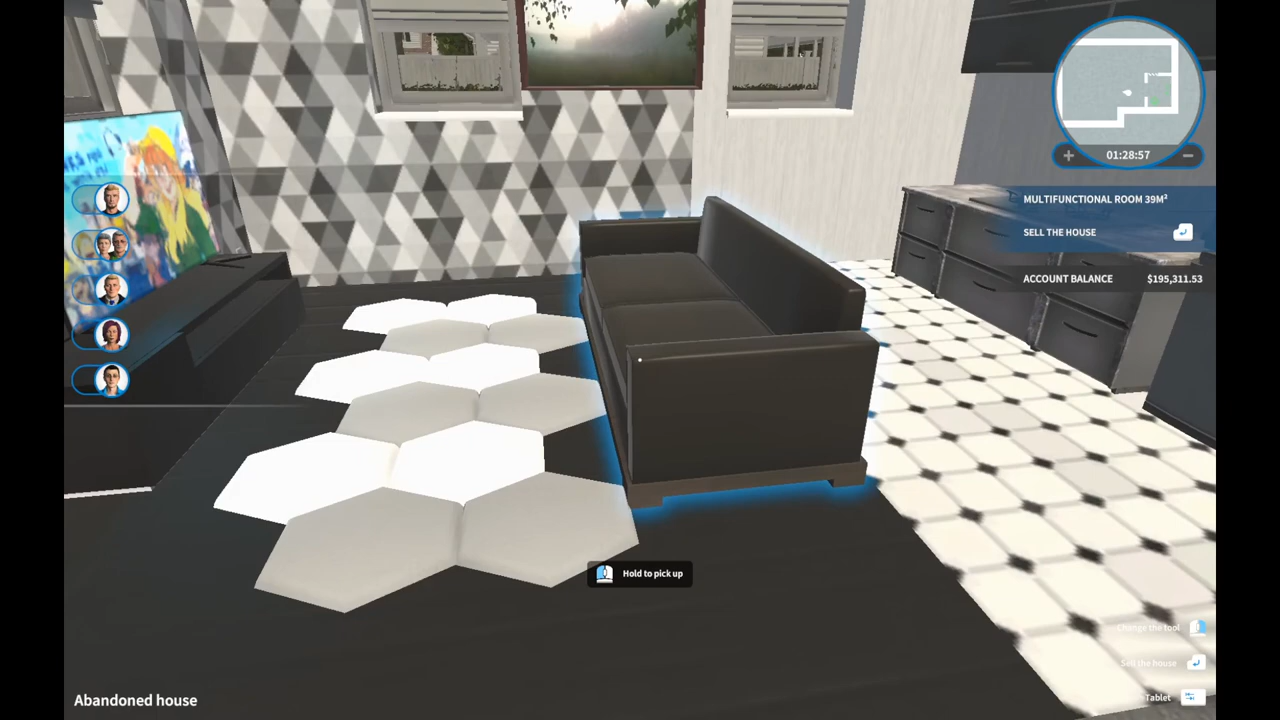 01:28:57
MULTIFUNCTIONAL ROOM 39M²
SELL THE HOUSE
ACCOUNT BALANCE $195,311.53
Hold to pick up
Change the tool
Sell the house
Tablet
Abandoned house